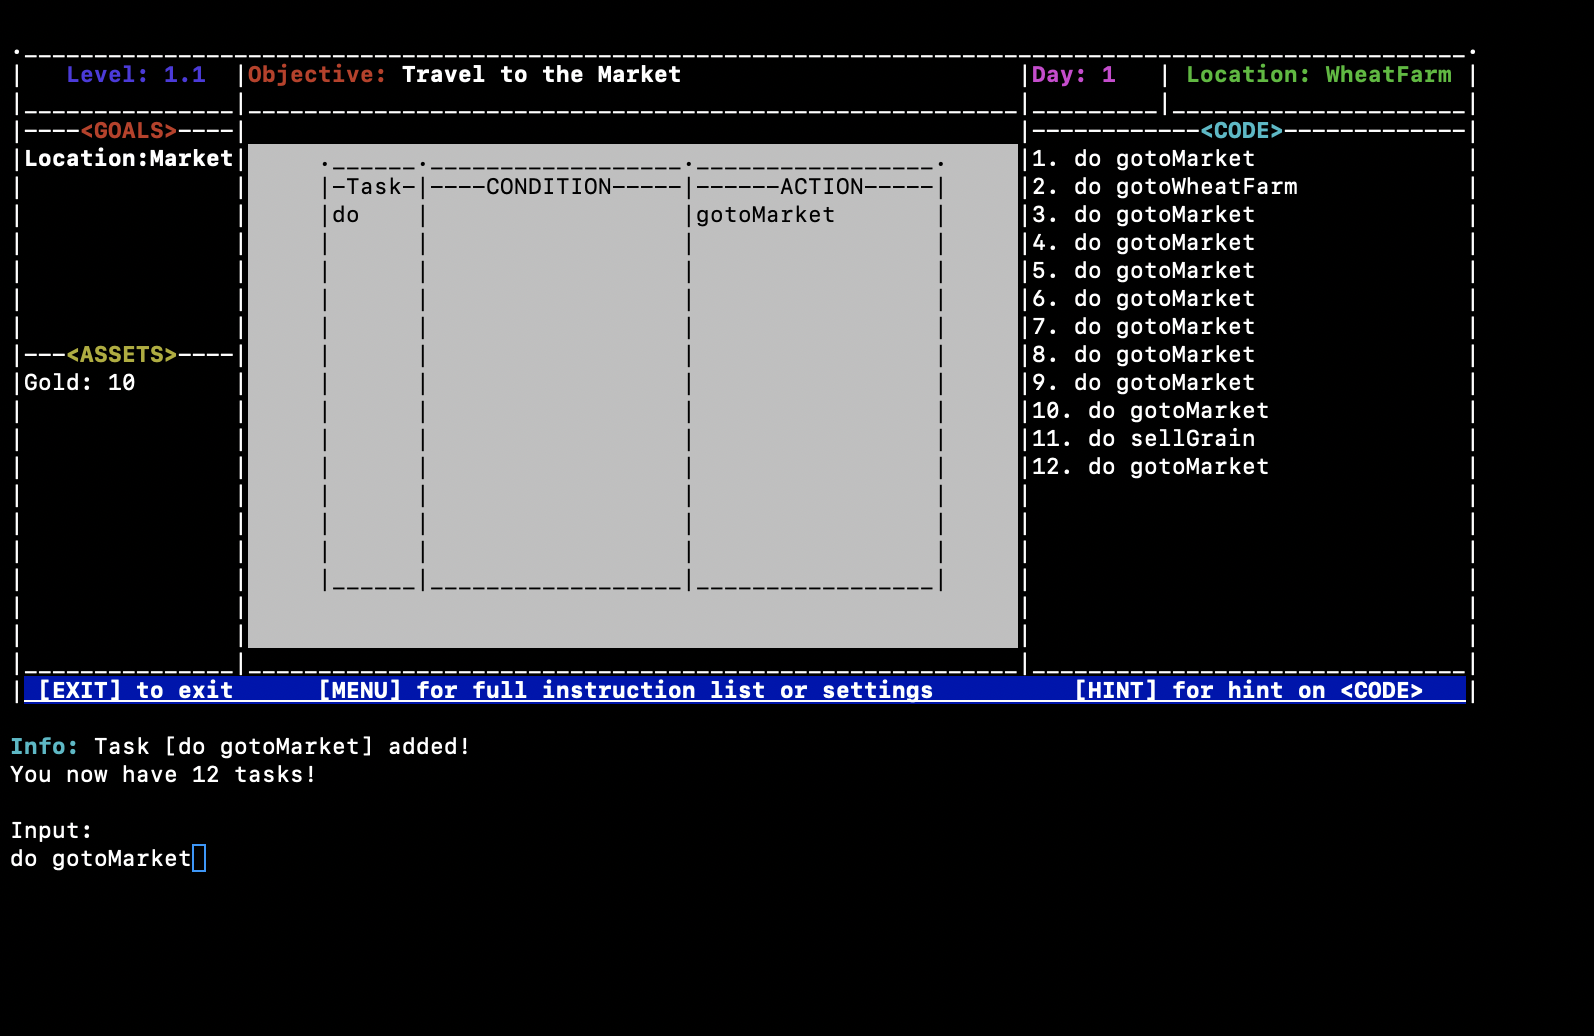 Level: 1.1 Objective: Travel to the Market Day: 1 Location: WheatFarm
----<GOALS>----
Location:Market
---<ASSETS>----
Gold: 10
-Task- ----CONDITION----- ------ACTION-----
do gotoMarket
------------<CODE>-------------
1. do gotoMarket
2. do gotoWheatFarm
3. do gotoMarket
4. do gotoMarket
5. do gotoMarket
6. do gotoMarket
7. do gotoMarket
8. do gotoMarket
9. do gotoMarket
10. do gotoMarket
11. do sellGrain
12. do gotoMarket
[EXIT] to exit [MENU] for full instruction list or settings [HINT] for hint on <CODE>
Info: Task [do gotoMarket] added!
You now have 12 tasks!
Input:
do gotoMarket